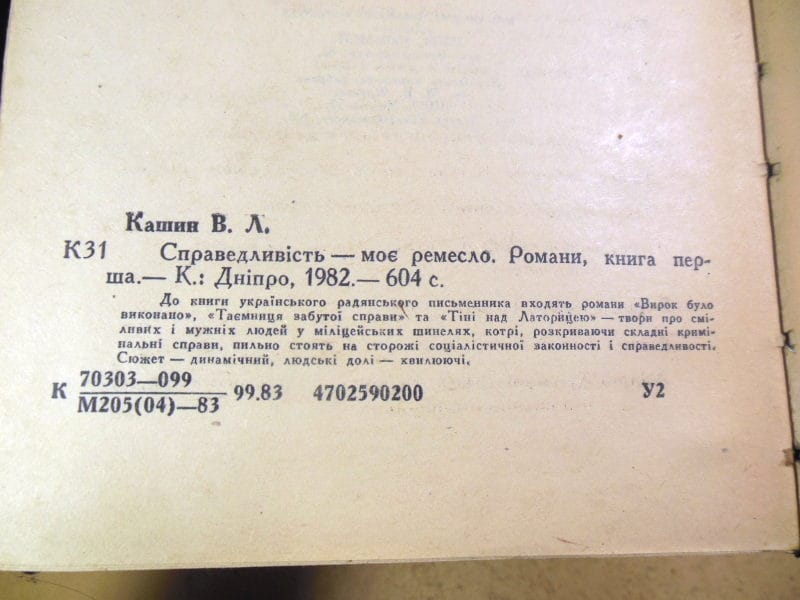 Кашин В. Л.
К31 Справедливість — моє ремесло. Романи, книга пер-
ша.— К.: Дніпро, 1982.— 604 с.
До книги українського радянського письменника входять романи «Вирок було
виконано», «Таємниця забутої справи» та «Тіні над Латорицею» — твори про смі-
ливих і мужніх людей у міліцейських шинелях, котрі, розкриваючи складні кримі-
нальні справи, пильно стоять на сторожі соціалістичної законності і справедливості.
Сюжет — динамічний, людські долі — хвилюючі.
К 70303—099
М205(04)—83 99.83 4702590200 У2